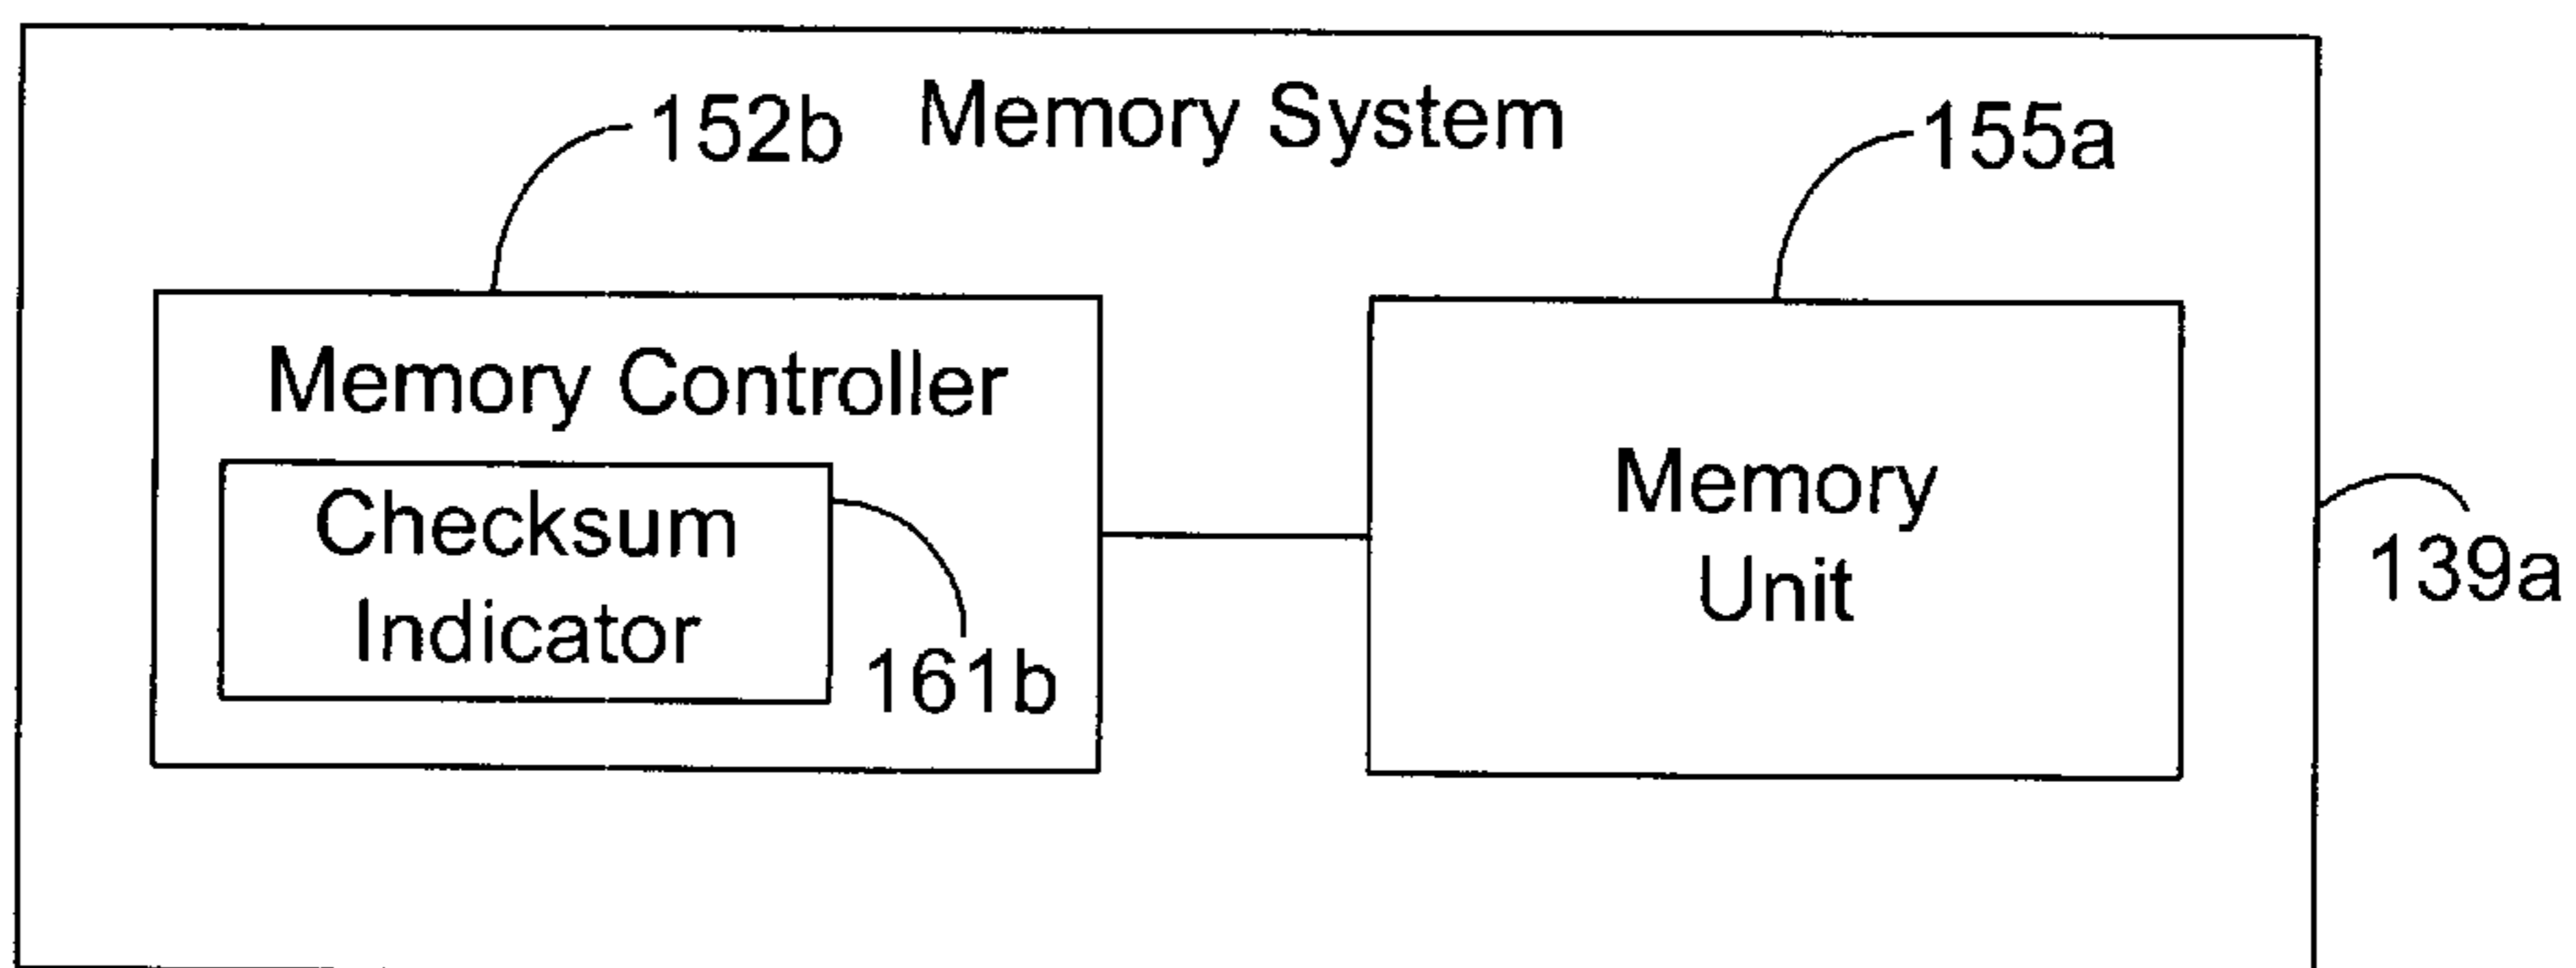 152b
Memory System
155a
Memory Controller
Checksum
Indicator
161b
Memory
Unit
139a